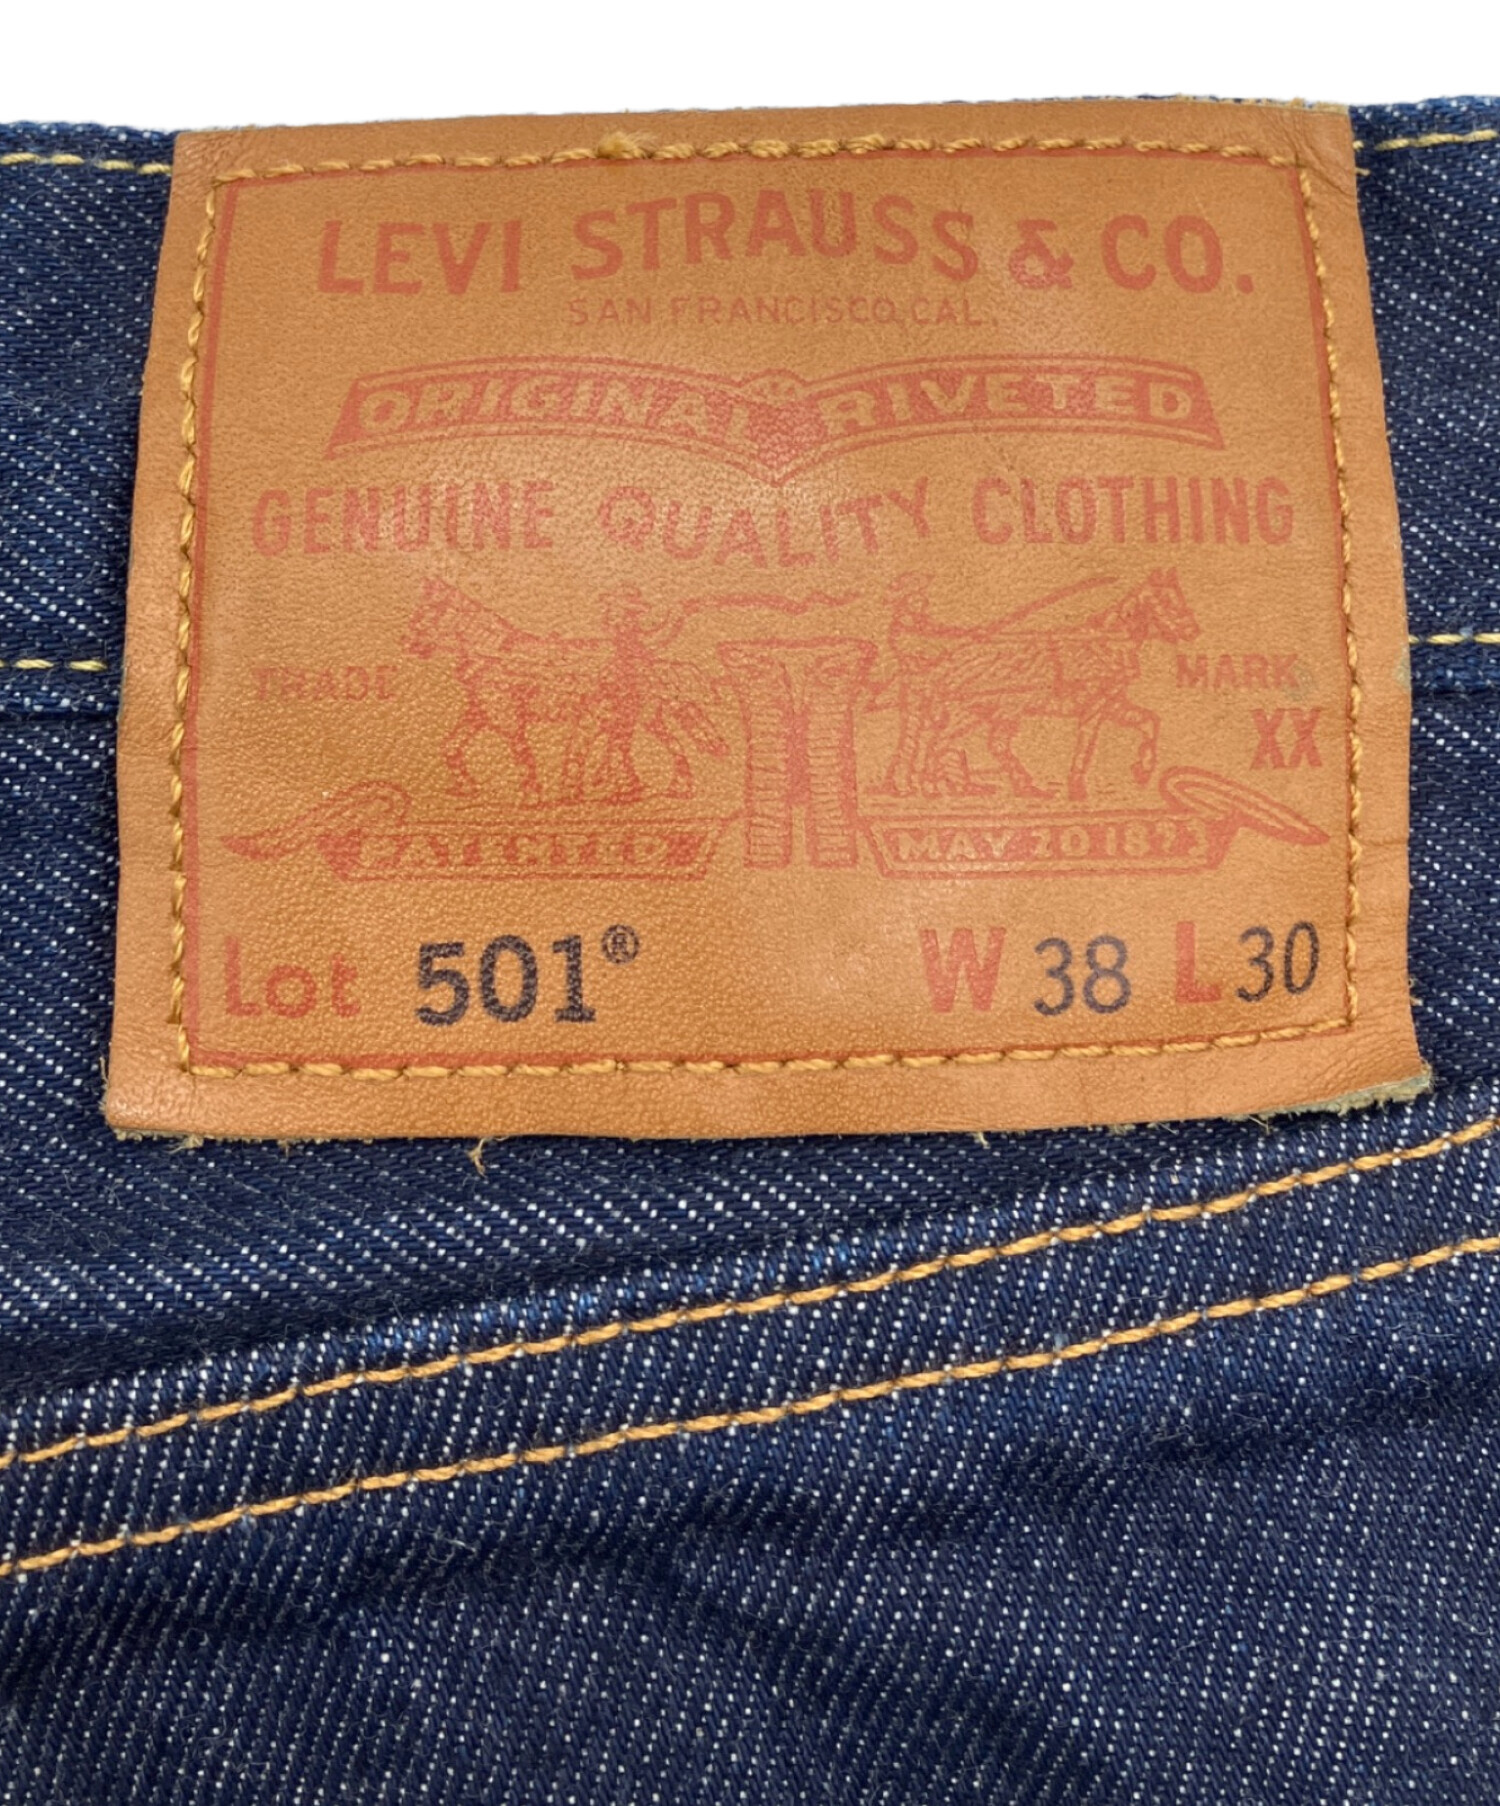 LEVI STRAUSS & CO.
SAN FRANCISCO, CAL.
ORIGINAL RIVETED
GENUINE QUALITY CLOTHING
TRADE MARK
XX
PATENTED MAY 20 1873
Lot 501® W 38 L 30